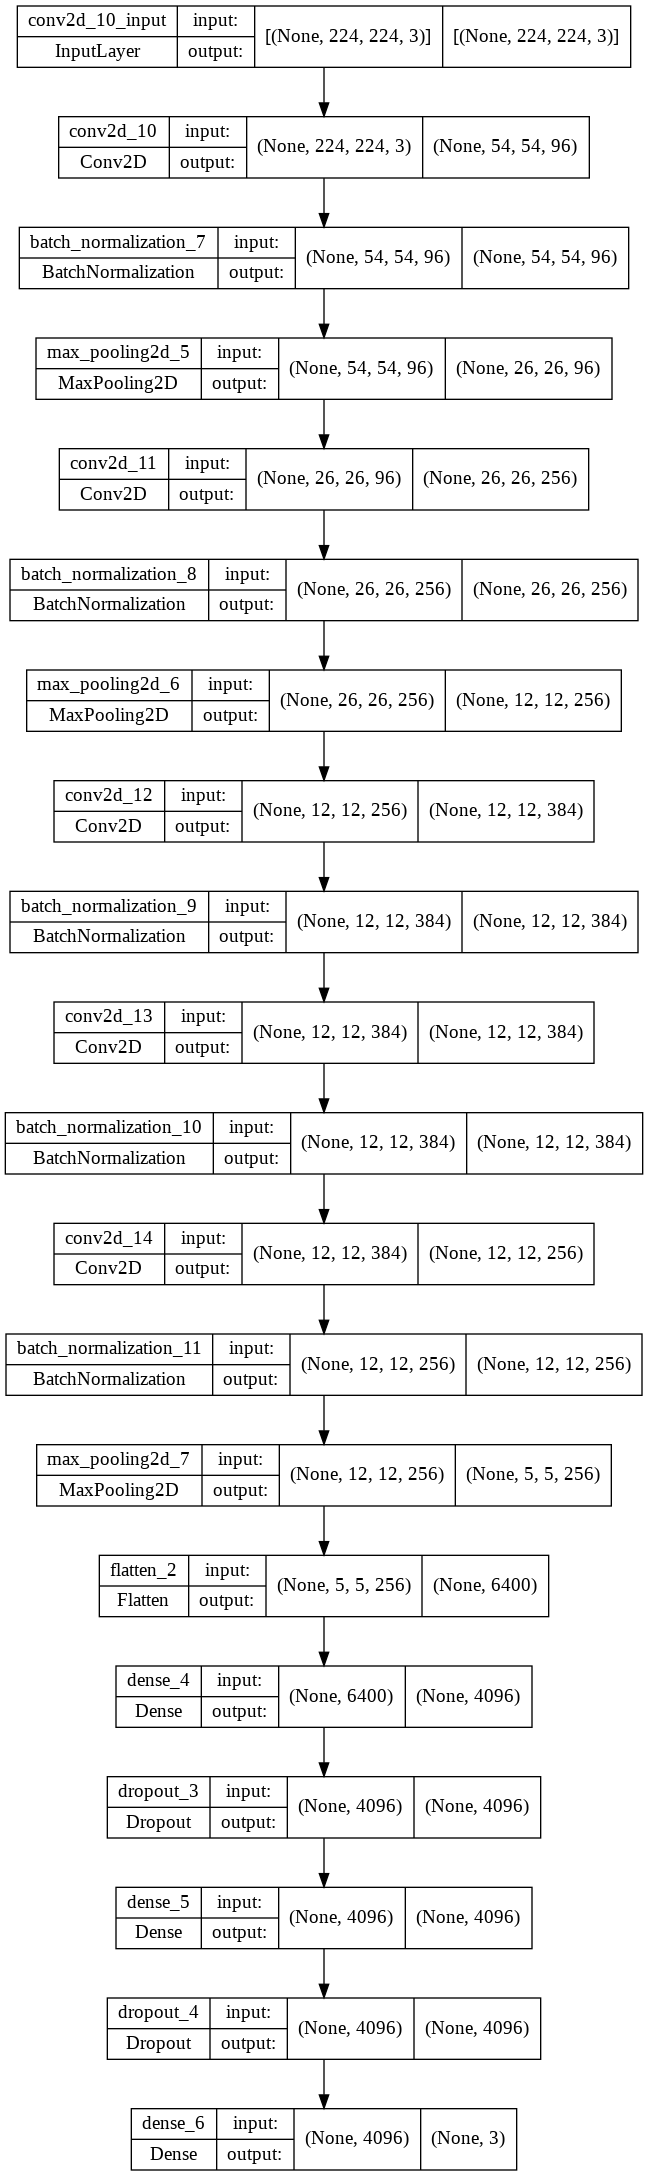 conv2d_10_input input: [(None, 224, 224, 3)] [(None, 224, 224, 3)]
InputLayer output:
conv2d_10 input: (None, 224, 224, 3) (None, 54, 54, 96)
Conv2D output:
batch_normalization_7 input: (None, 54, 54, 96) (None, 54, 54, 96)
BatchNormalization output:
max_pooling2d_5 input: (None, 54, 54, 96) (None, 26, 26, 96)
MaxPooling2D output:
conv2d_11 input: (None, 26, 26, 96) (None, 26, 26, 256)
Conv2D output:
batch_normalization_8 input: (None, 26, 26, 256) (None, 26, 26, 256)
BatchNormalization output:
max_pooling2d_6 input: (None, 26, 26, 256) (None, 12, 12, 256)
MaxPooling2D output:
conv2d_12 input: (None, 12, 12, 256) (None, 12, 12, 384)
Conv2D output:
batch_normalization_9 input: (None, 12, 12, 384) (None, 12, 12, 384)
BatchNormalization output:
conv2d_13 input: (None, 12, 12, 384) (None, 12, 12, 384)
Conv2D output:
batch_normalization_10 input: (None, 12, 12, 384) (None, 12, 12, 384)
BatchNormalization output:
conv2d_14 input: (None, 12, 12, 384) (None, 12, 12, 256)
Conv2D output:
batch_normalization_11 input: (None, 12, 12, 256) (None, 12, 12, 256)
BatchNormalization output:
max_pooling2d_7 input: (None, 12, 12, 256) (None, 5, 5, 256)
MaxPooling2D output:
flatten_2 input: (None, 5, 5, 256) (None, 6400)
Flatten output:
dense_4 input: (None, 6400) (None, 4096)
Dense output:
dropout_3 input: (None, 4096) (None, 4096)
Dropout output:
dense_5 input: (None, 4096) (None, 4096)
Dense output:
dropout_4 input: (None, 4096) (None, 4096)
Dropout output:
dense_6 input: (None, 4096) (None, 3)
Dense output: